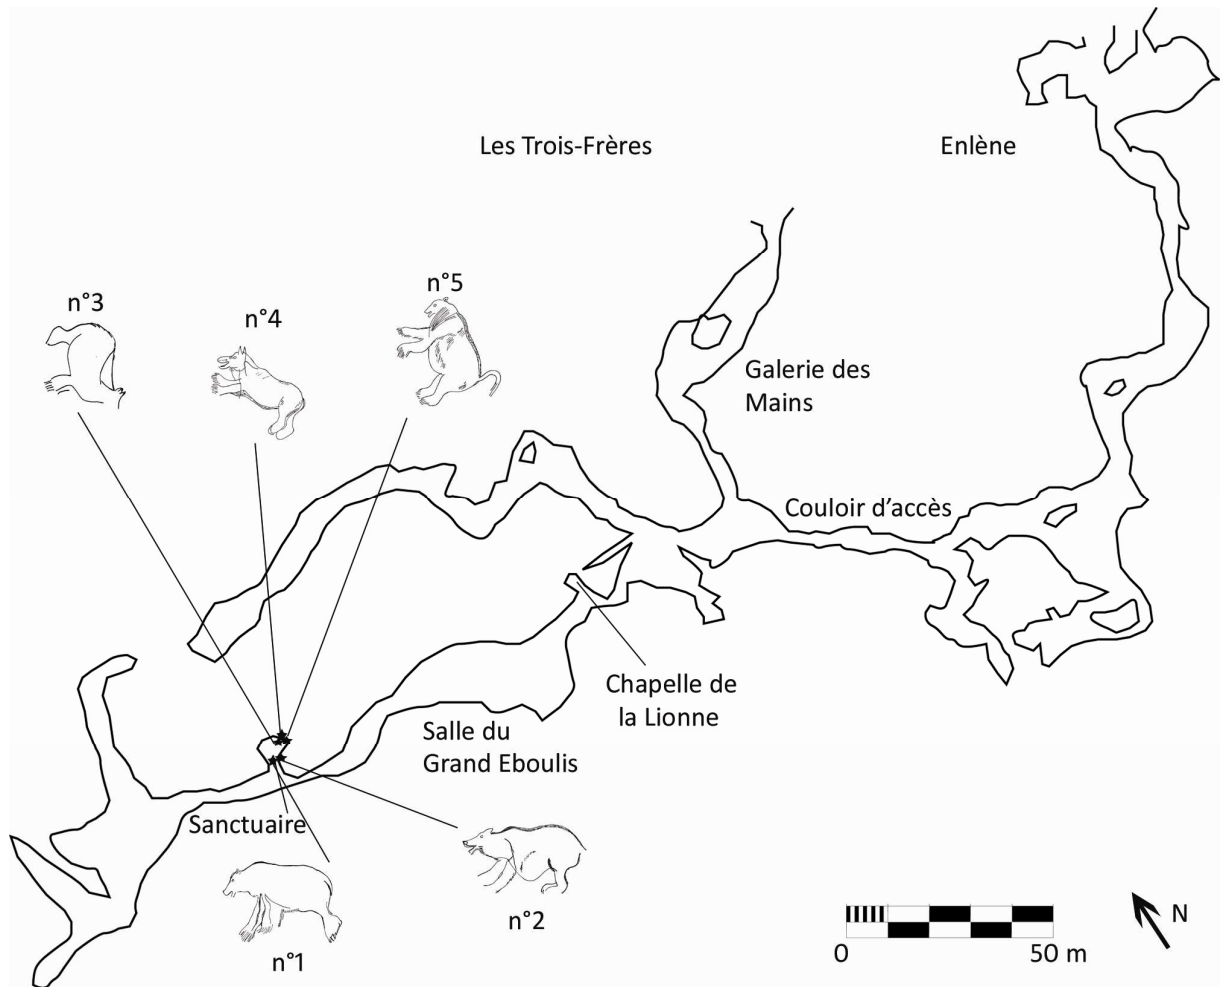 Les Trois-Frères
Enlène
n°3
n°4
n°5
Galerie des
Mains
Couloir d’accès
Chapelle de
la Lionne
Salle du
Grand Eboulis
Sanctuaire
n°1
n°2
N
0
50 m